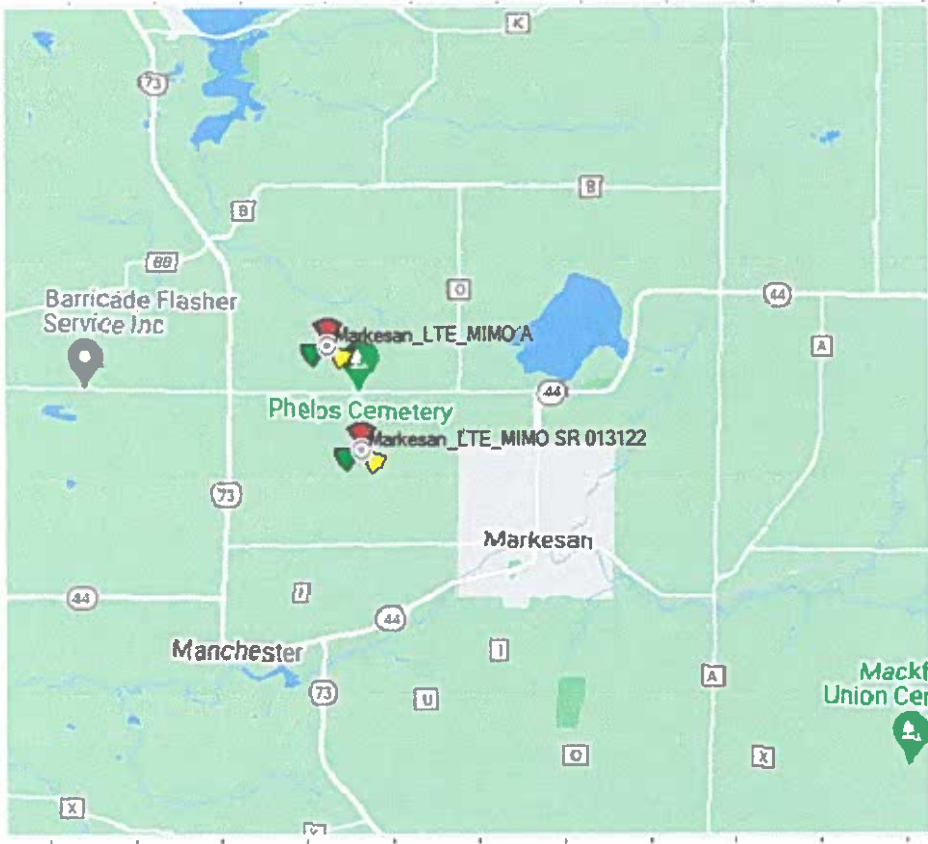 K
73
B
B
BB
O
44
Barricade Flasher
Service Inc
Markesan_LTE_MIMO A
A
44
Phelps Cemetery
Markesan_LTE_MIMO SR 013122
73
Markesan
44
44
Manchester
I
A
Mackf
Union Cer
73
U
O
X
X